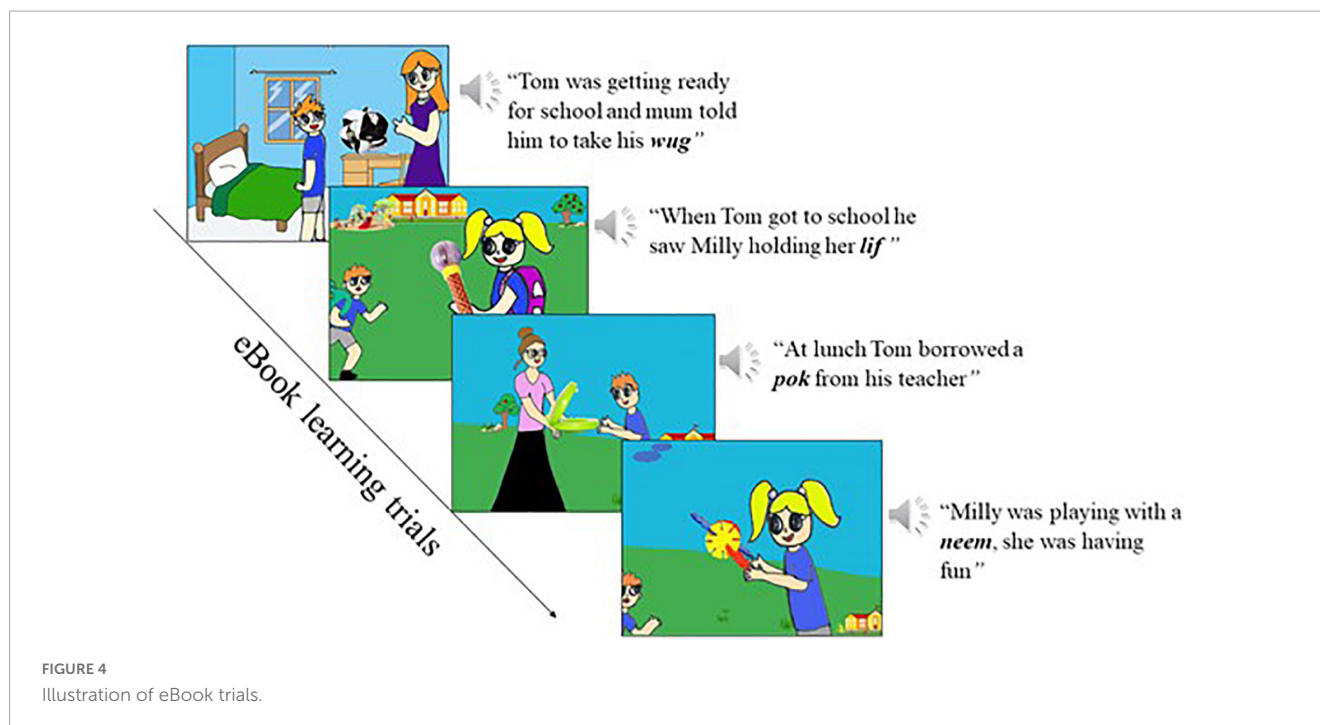 “Tom was getting ready
for school and mum told
him to take his wug”
“When Tom got to school he
saw Milly holding her lif ”
“At lunch Tom borrowed a
pok from his teacher”
“Milly was playing with a
neem, she was having
fun”
eBook learning trials
FIGURE 4
Illustration of eBook trials.